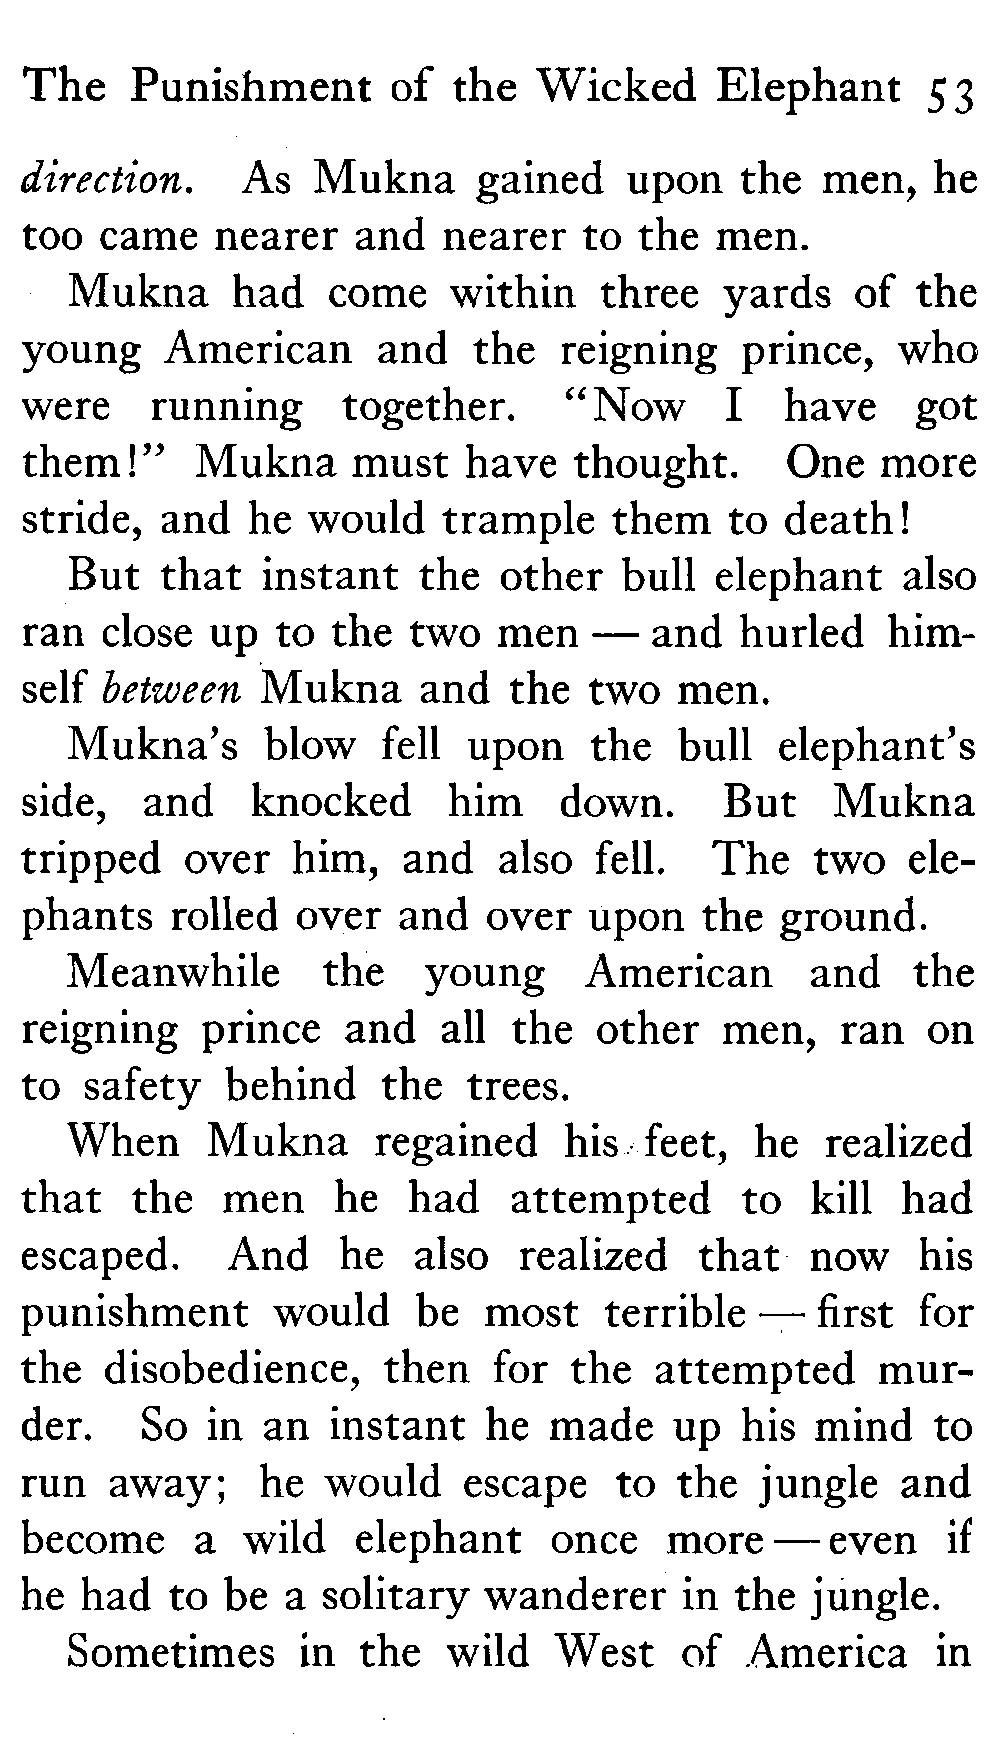 The Punishment of the Wicked Elephant 53
direction. As Mukna gained upon the men, he
too came nearer and nearer to the men.
Mukna had come within three yards of the
young American and the reigning prince, who
were running together. “Now I have got
them!” Mukna must have thought. One more
stride, and he would trample them to death!
But that instant the other bull elephant also
ran close up to the two men — and hurled him-
self between Mukna and the two men.
Mukna’s blow fell upon the bull elephant’s
side, and knocked him down. But Mukna
tripped over him, and also fell. The two ele-
phants rolled over and over upon the ground.
Meanwhile the young American and the
reigning prince and all the other men, ran on
to safety behind the trees.
When Mukna regained his feet, he realized
that the men he had attempted to kill had
escaped. And he also realized that now his
punishment would be most terrible — first for
the disobedience, then for the attempted mur-
der. So in an instant he made up his mind to
run away; he would escape to the jungle and
become a wild elephant once more — even if
he had to be a solitary wanderer in the jungle.
Sometimes in the wild West of America in